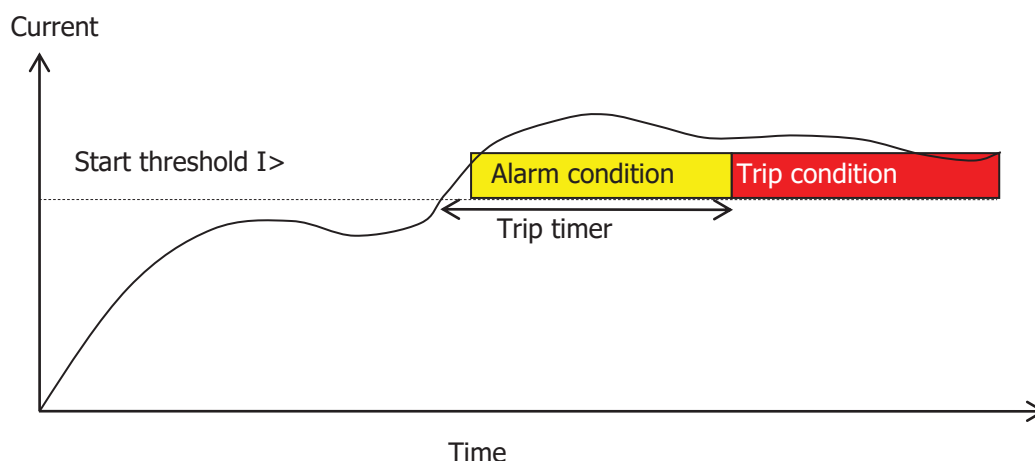 Current
Start threshold I>
Alarm condition
Trip condition
Trip timer
Time